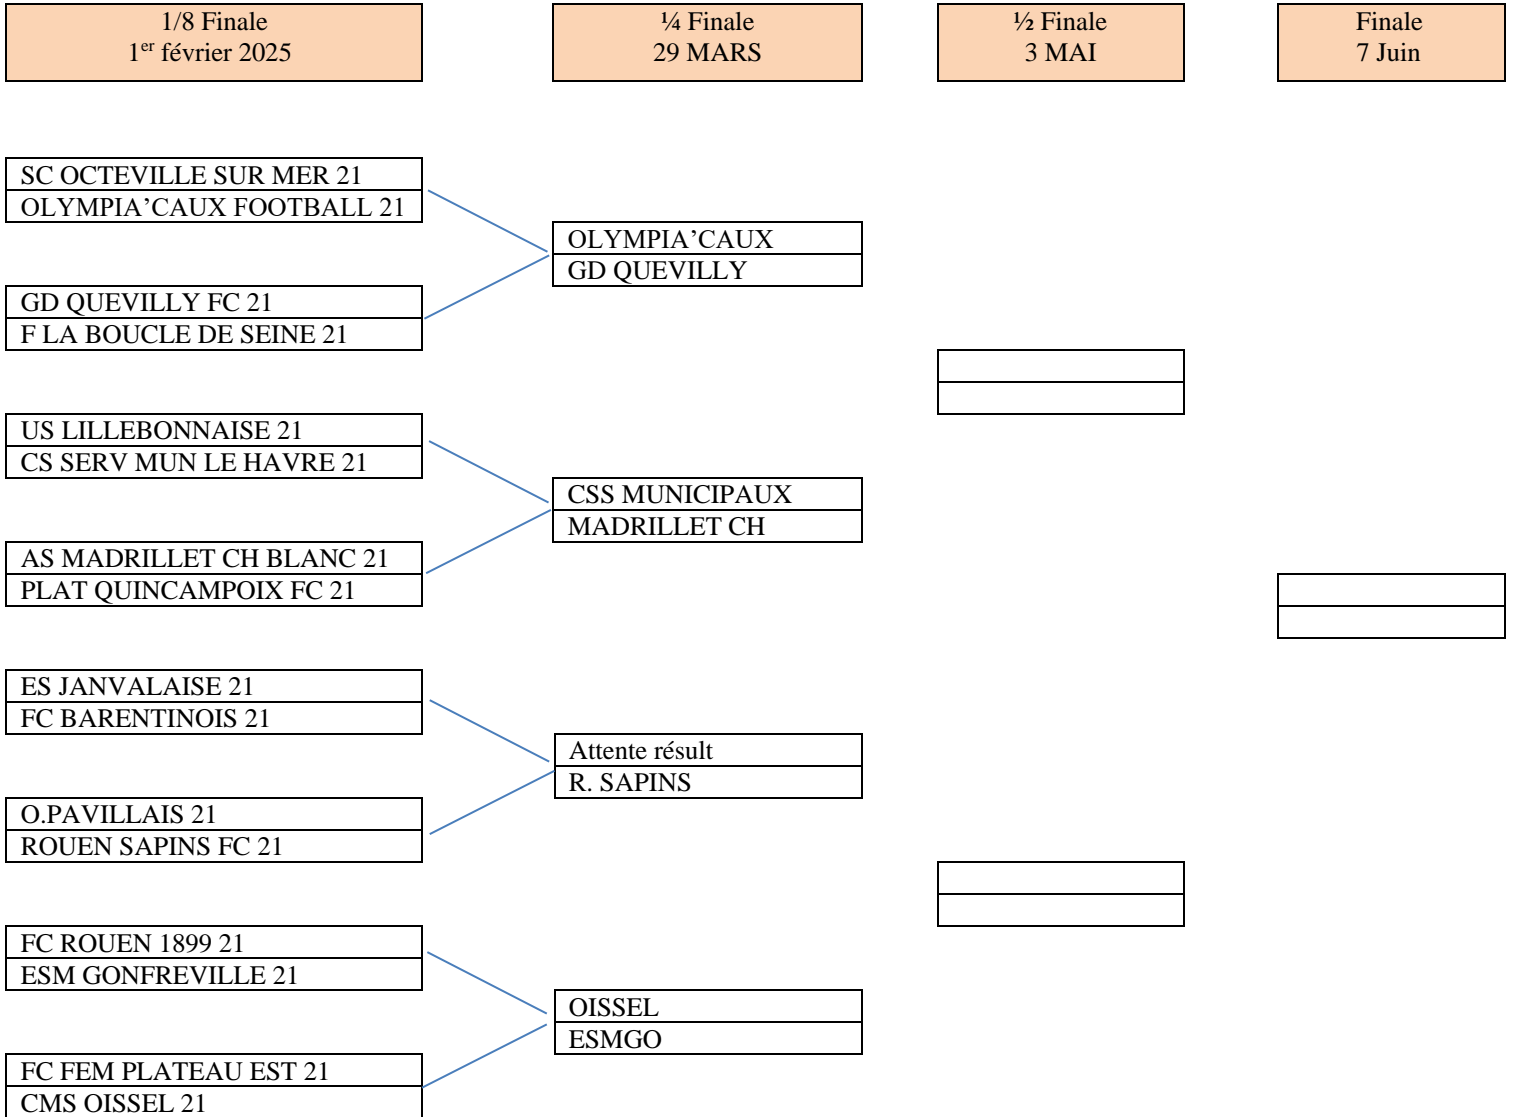 1/8 Finale
1er février 2025
¼ Finale
29 MARS
½ Finale
3 MAI
Finale
7 Juin
SC OCTEVILLE SUR MER 21
OLYMPIA’CAUX FOOTBALL 21
GD QUEVILLY FC 21
F LA BOUCLE DE SEINE 21
US LILLEBONNAISE 21
CS SERV MUN LE HAVRE 21
AS MADRILLET CH BLANC 21
PLAT QUINCAMPOIX FC 21
ES JANVALAISE 21
FC BARENTINOIS 21
O.PAVILLAIS 21
ROUEN SAPINS FC 21
FC ROUEN 1899 21
ESM GONFREVILLE 21
FC FEM PLATEAU EST 21
CMS OISSEL 21
OLYMPIA’CAUX
GD QUEVILLY
CSS MUNICIPAUX
MADRILLET CH
Attente résult
R. SAPINS
OISSEL
ESMGO